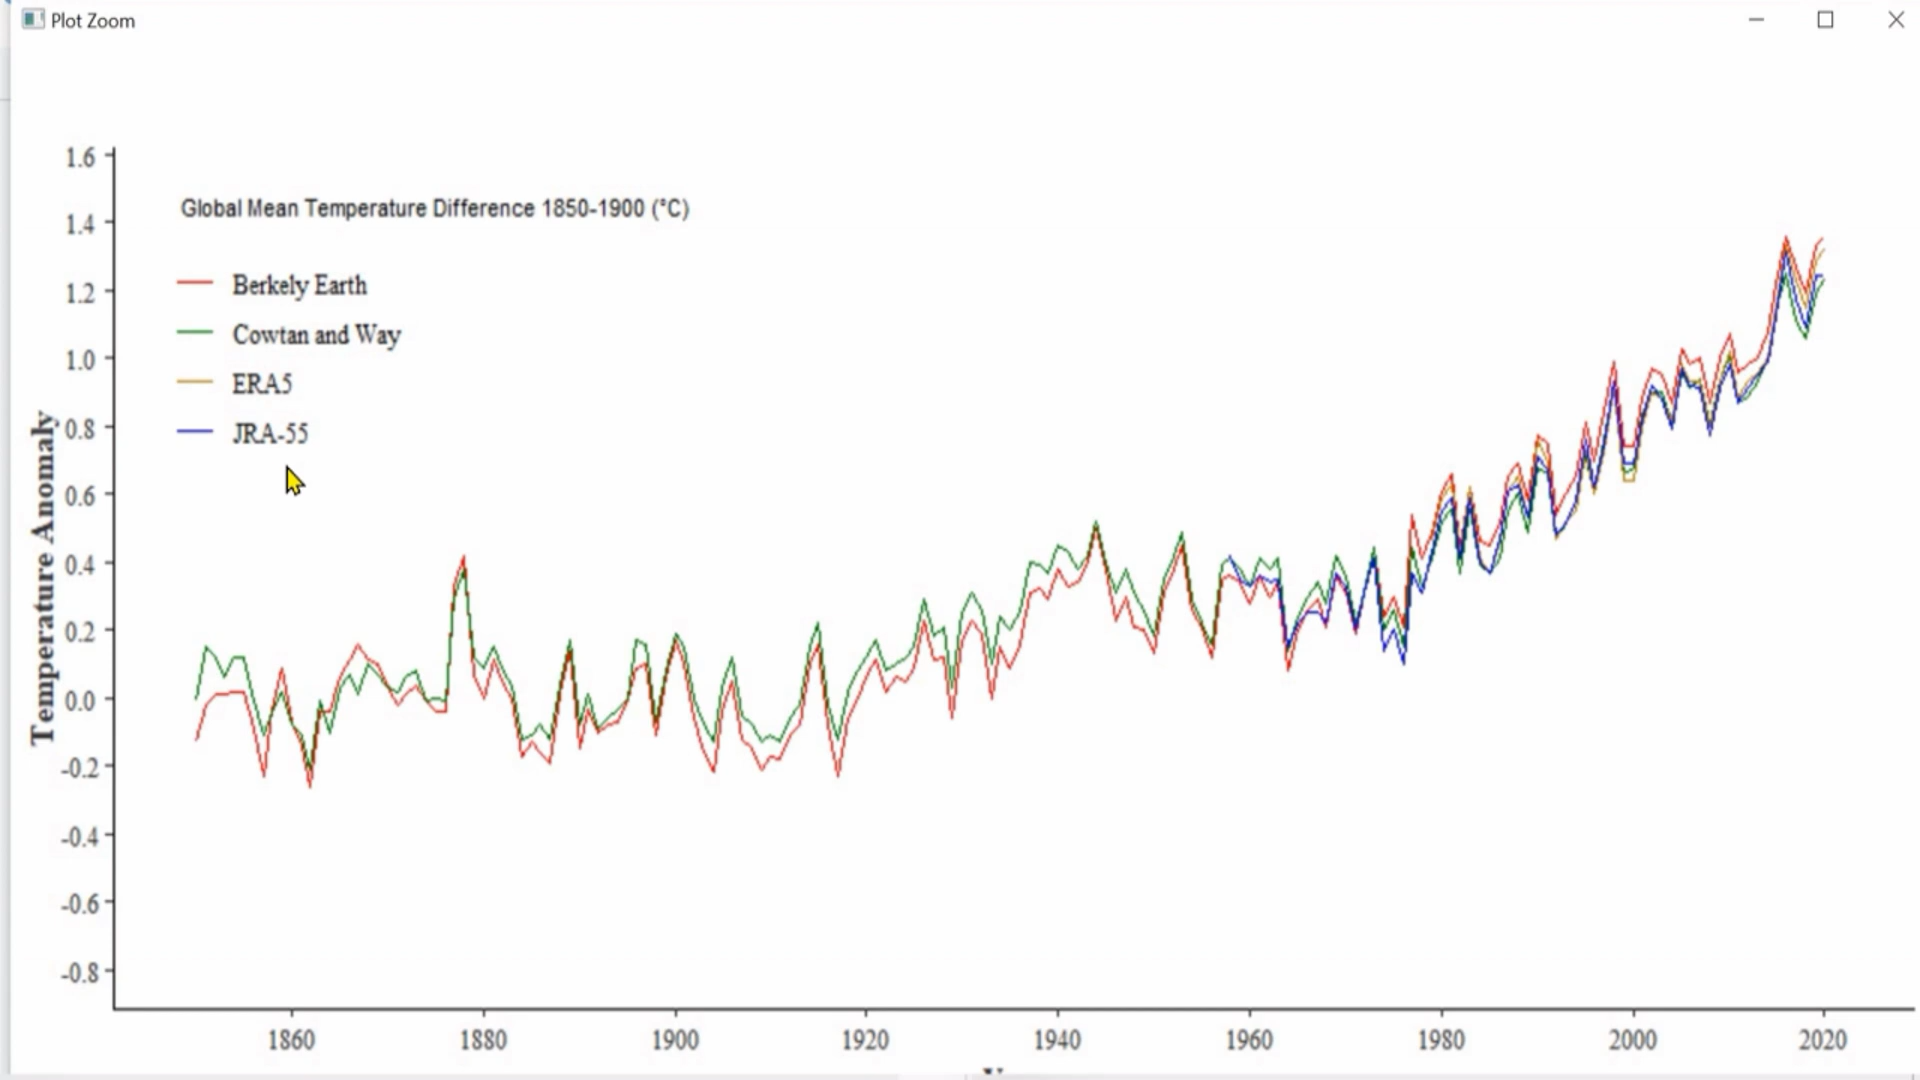 Plot Zoom
1.6
1.4
1.2
1.0
0.8
0.6
0.4
0.2
0.0
-0.2
-0.4
-0.6
-0.8
Temperature Anomaly
Global Mean Temperature Difference 1850-1900 (°C)
Berkely Earth
Cowtan and Way
ERA5
JRA-55
1860 1880 1900 1920 1940 1960 1980 2000 2020